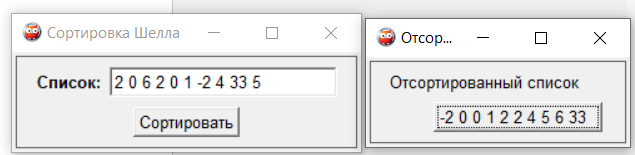 Сортировка Шелла
Список: 2 0 6 2 0 1 -2 4 33 5
Сортировать
Отсор...
Отсортированный список
-2 0 0 1 2 2 4 5 6 33